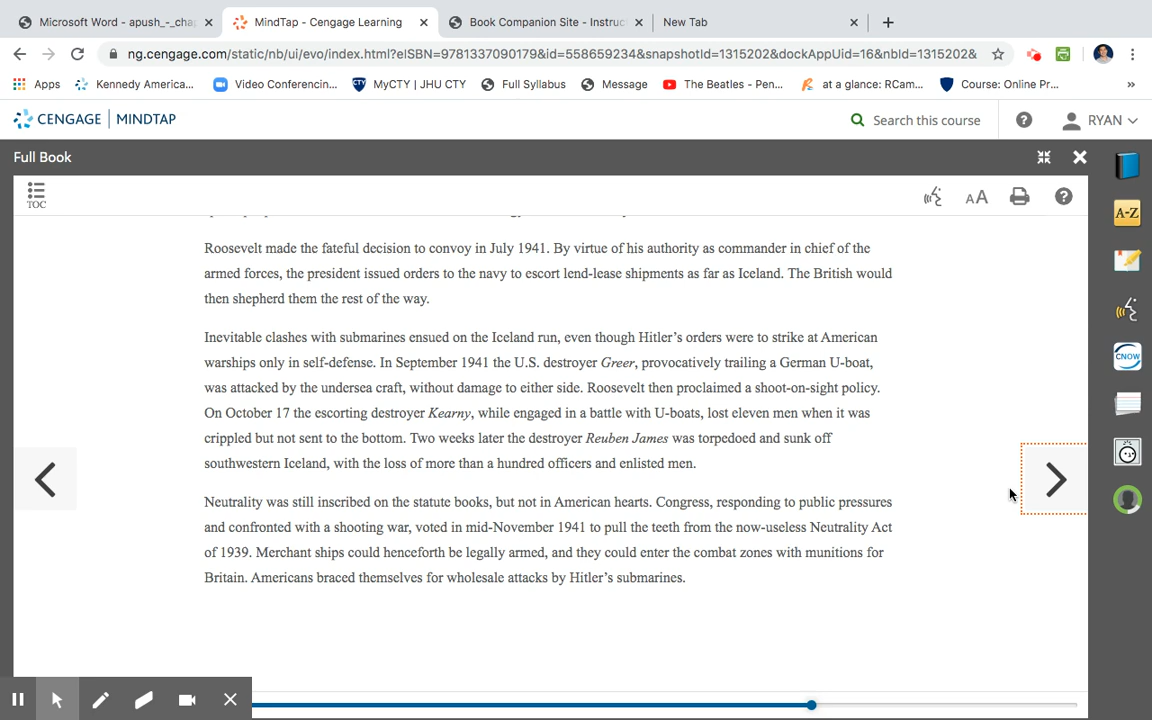 Microsoft Word - apush_-_cha
MindTap - Cengage Learning
Book Companion Site - Instruc
New Tab
ng.cengage.com/static/nb/ui/evo/index.html?eISBN=9781337090179&id=558659234&snapshotId=1315202&dockAppUid=16&nbId=1315202&
Apps
Kennedy America...
Video Conferencin...
MyCTY | JHU CTY
Full Syllabus
Message
The Beatles - Pen...
at a glance: RCam...
Course: Online Pr...
»
CENGAGE | MINDTAP
Search this course
RYAN
Full Book
TOC
AA
A-Z
CNOW
Roosevelt made the fateful decision to convoy in July 1941. By virtue of his authority as commander in chief of the
armed forces, the president issued orders to the navy to escort lend-lease shipments as far as Iceland. The British would
then shepherd them the rest of the way.
Inevitable clashes with submarines ensued on the Iceland run, even though Hitler's orders were to strike at American
warships only in self-defense. In September 1941 the U.S. destroyer Greer, provocatively trailing a German U-boat,
was attacked by the undersea craft, without damage to either side. Roosevelt then proclaimed a shoot-on-sight policy.
On October 17 the escorting destroyer Kearny, while engaged in a battle with U-boats, lost eleven men when it was
crippled but not sent to the bottom. Two weeks later the destroyer Reuben James was torpedoed and sunk off
southwestern Iceland, with the loss of more than a hundred officers and enlisted men.
Neutrality was still inscribed on the statute books, but not in American hearts. Congress, responding to public pressures
and confronted with a shooting war, voted in mid-November 1941 to pull the teeth from the now-useless Neutrality Act
of 1939. Merchant ships could henceforth be legally armed, and they could enter the combat zones with munitions for
Britain. Americans braced themselves for wholesale attacks by Hitler's submarines.